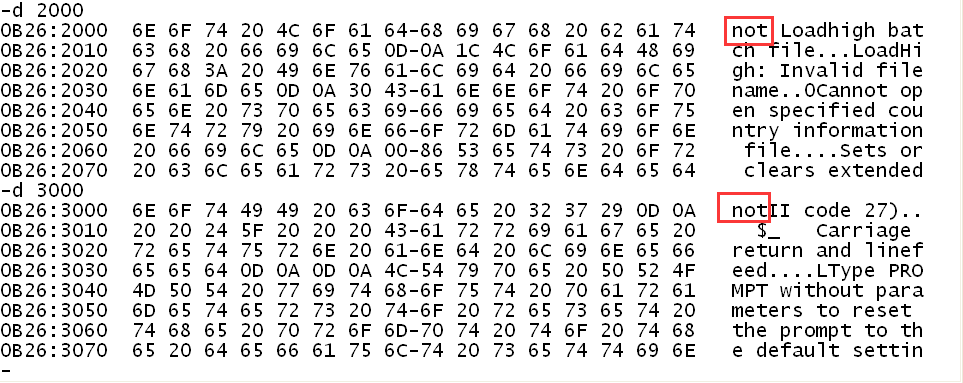 -d 2000
0B26:2000  6E 6F 74 20 4C 6F 61 64-68 69 67 68 20 62 61 74   not Loadhigh bat
0B26:2010  63 68 20 66 69 6C 65 0D-0A 1C 4C 6F 61 64 48 69   ch file...LoadHi
0B26:2020  67 68 3A 20 49 6E 76 61-6C 69 64 20 66 69 6C 65   gh: Invalid file
0B26:2030  6E 61 6D 65 0D 0A 30 43-61 6E 6E 6F 74 20 6F 70   name..0Cannot op
0B26:2040  65 6E 20 73 70 65 63 69-66 69 65 64 20 63 6F 75   en specified cou
0B26:2050  6E 74 72 79 20 69 6E 66-6F 72 6D 61 74 69 6F 6E   ntry information
0B26:2060  20 66 69 6C 65 0D 0A 00-86 53 65 74 73 20 6F 72    file....Sets or
0B26:2070  20 63 6C 65 61 72 73 20-65 78 74 65 6E 64 65 64    clears extended
-d 3000
0B26:3000  6E 6F 74 49 49 20 63 6F-64 65 20 32 37 29 0D 0A   notII code 27)..
0B26:3010  20 20 24 5F 20 20 20 43-61 72 72 69 61 67 65 20     $_   Carriage
0B26:3020  72 65 74 75 72 6E 20 61-6E 64 20 6C 69 6E 65 66   return and linef
0B26:3030  65 65 64 0D 0A 0D 0A 4C-54 79 70 65 20 50 52 4F   eed....LType PRO
0B26:3040  4D 50 54 20 77 69 74 68-6F 75 74 20 70 61 72 61   MPT without para
0B26:3050  6D 65 74 65 72 73 20 74-6F 20 72 65 73 65 74 20   meters to reset
0B26:3060  74 68 65 20 70 72 6F 6D-70 74 20 74 6F 20 74 68   the prompt to th
0B26:3070  65 20 64 65 66 61 75 6C-74 20 73 65 74 74 69 6E   e default settin
-